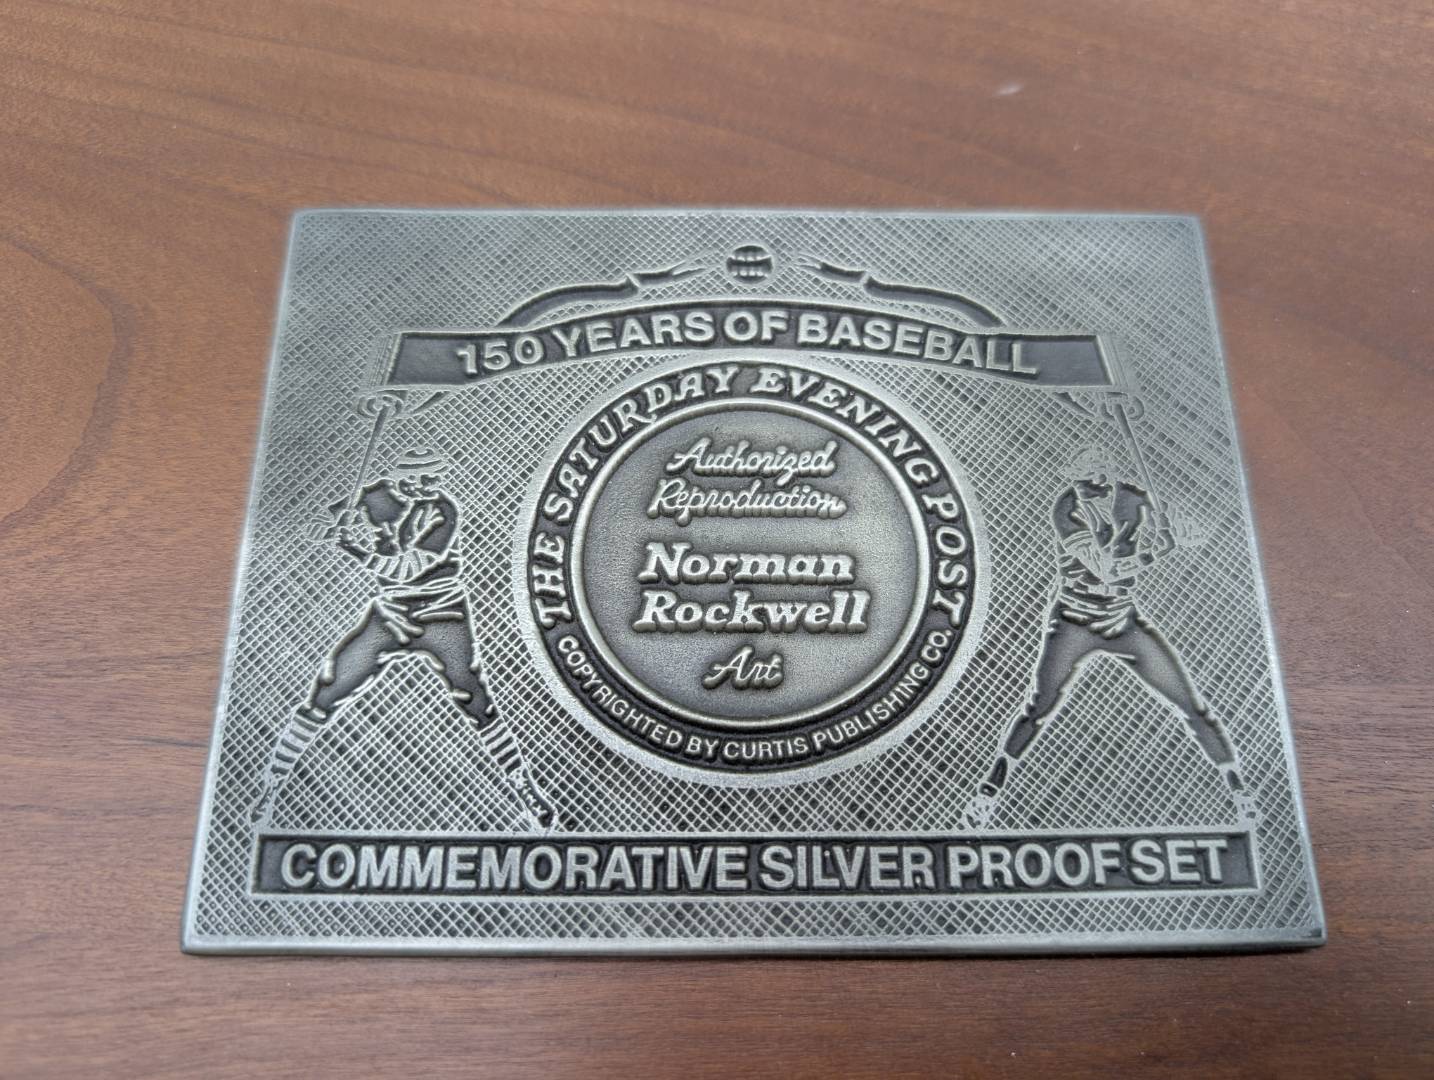 150 YEARS OF BASEBALL
THE SATURDAY EVENING POST
Authorized
Reproduction
Norman
Rockwell
Art
COPYRIGHTED BY CURTIS PUBLISHING CO.
COMMEMORATIVE SILVER PROOF SET